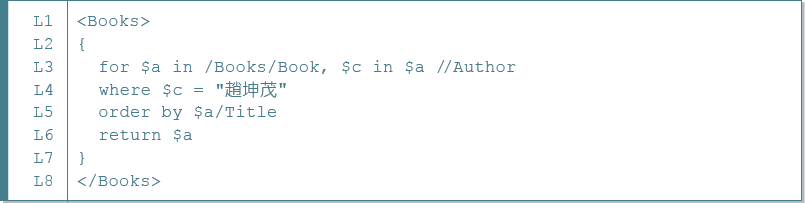 L1 <Books>
L2 {
L3 for $a in /Books/Book, $c in $a //Author
L4 where $c = "趙坤茂"
L5 order by $a/Title
L6 return $a
L7 }
L8 </Books>